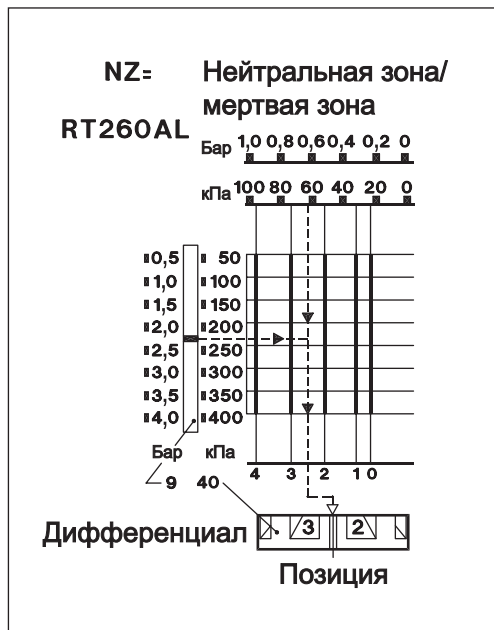 NZ= Нейтральная зона/
мертвая зона
RT260AL
Бар 1,0 0,8 0,6 0,4 0,2 0
кПа 100 80 60 40 20 0
0,5 50
1,0 100
1,5 150
2,0 200
2,5 250
3,0 300
3,5 350
4,0 400
Бар кПа 4 3 2 1 0
9 40
Дифференциал 3 2
Позиция